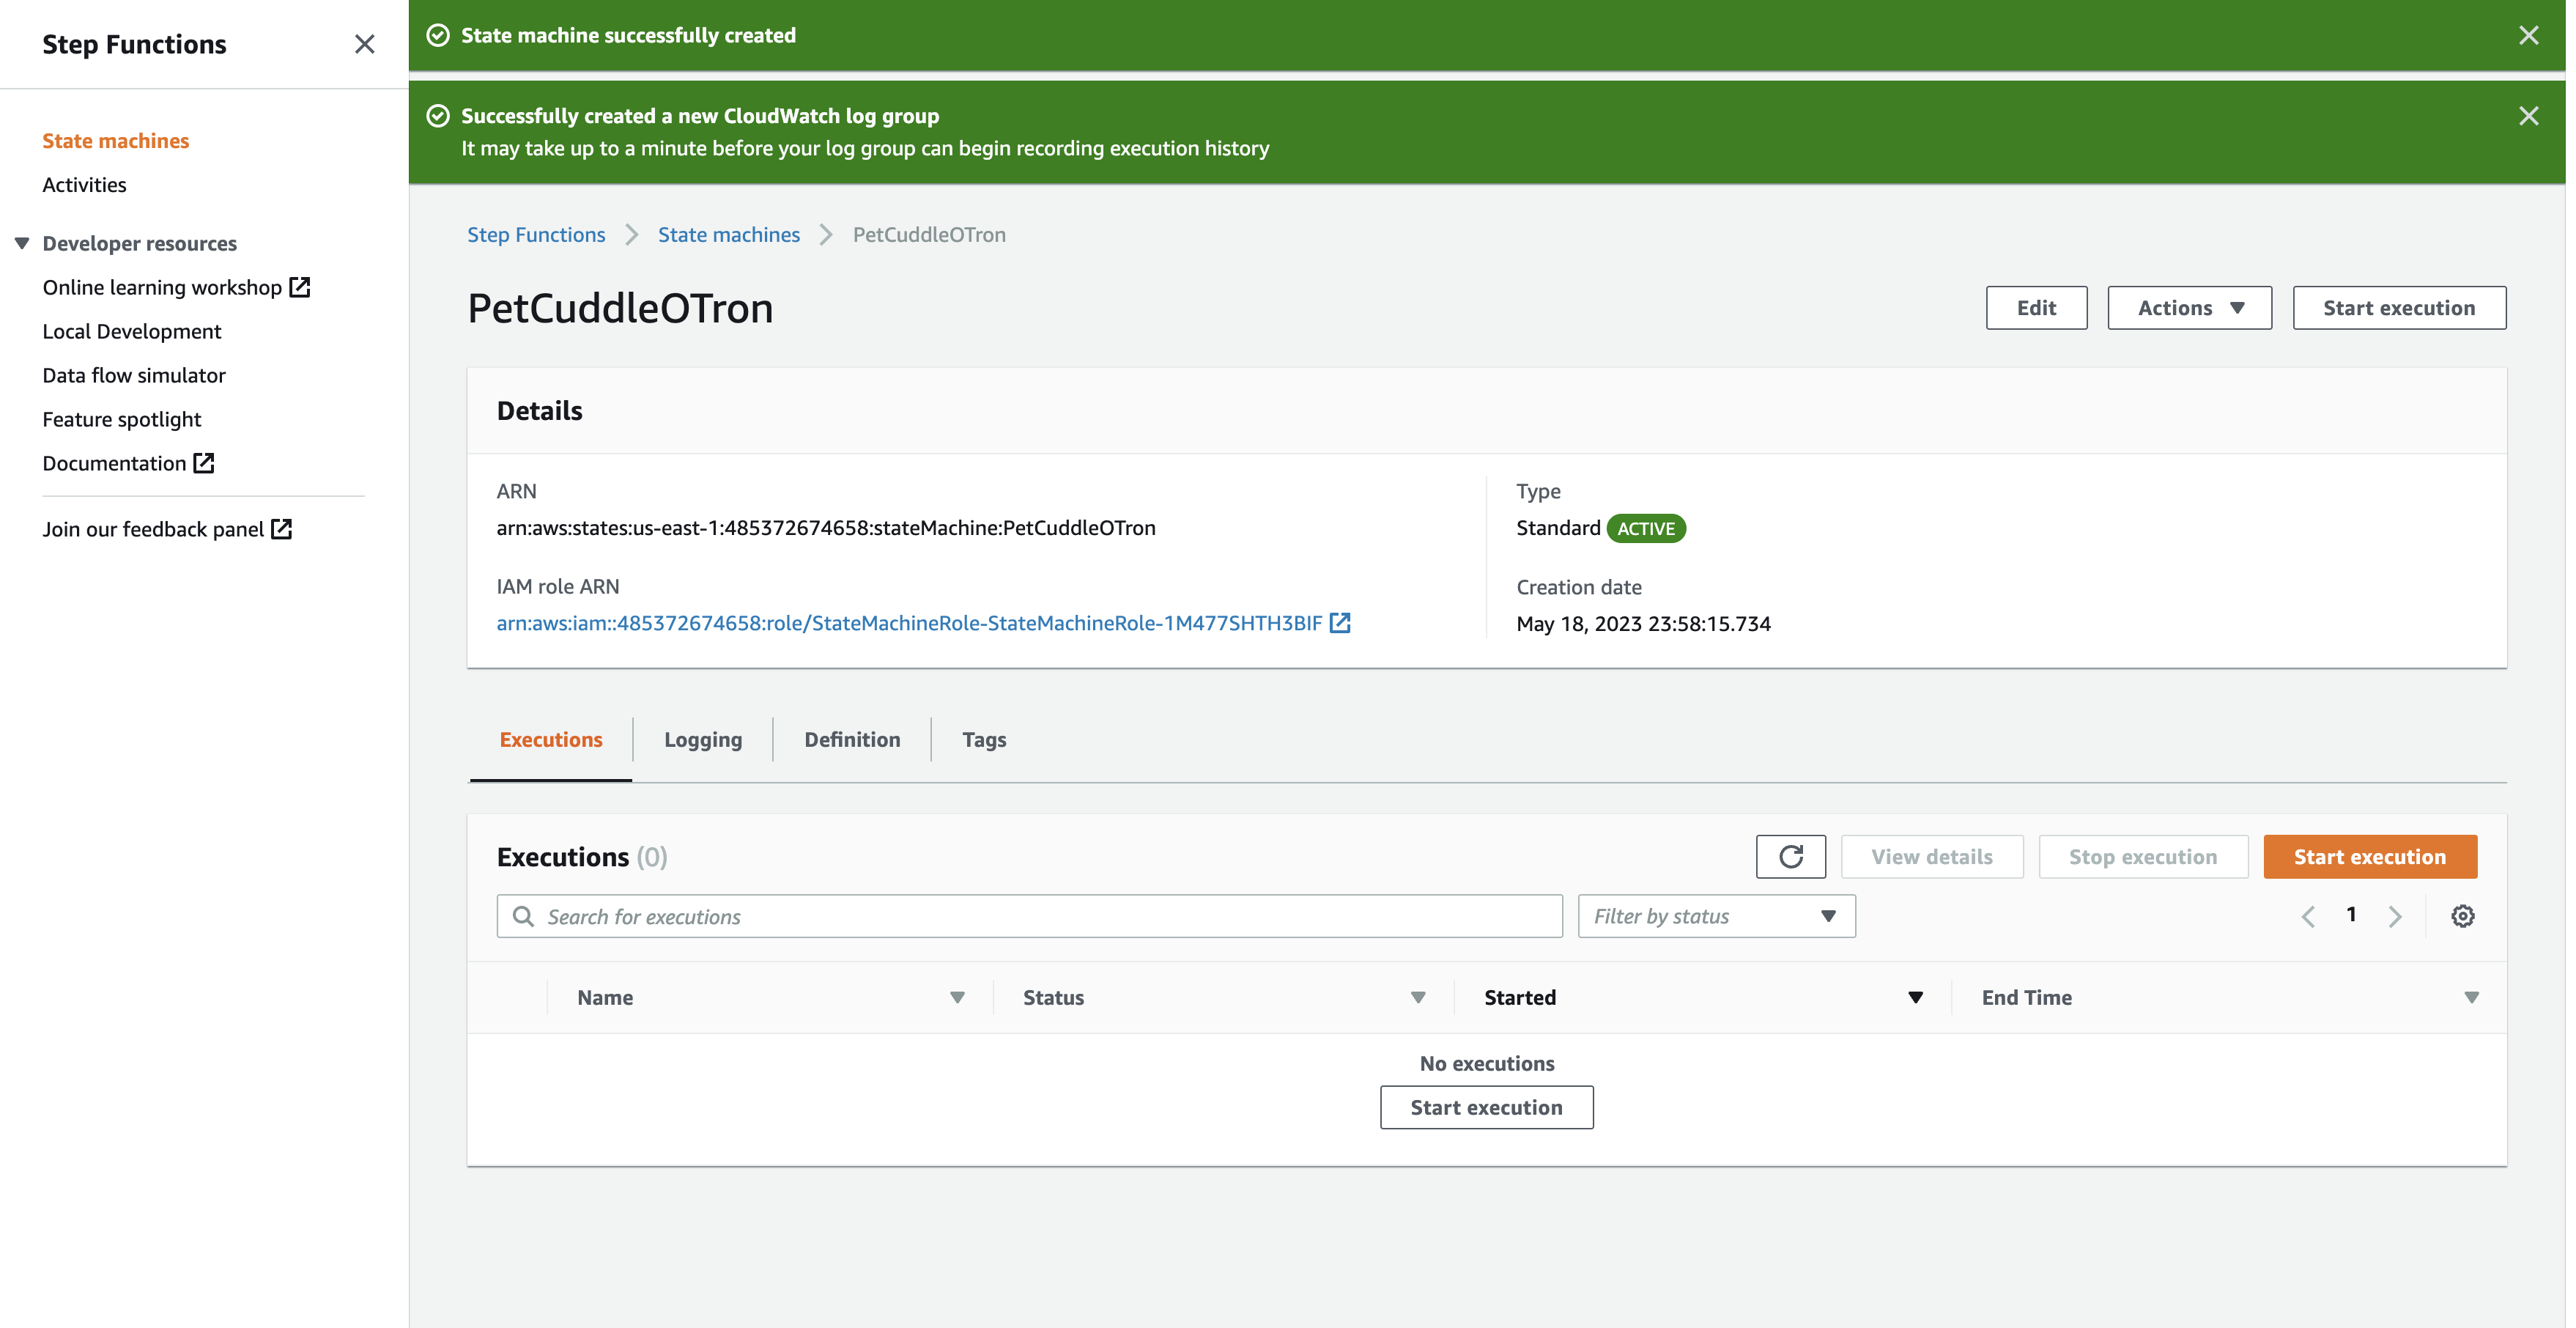 Step Functions
State machines
Activities
Developer resources
Online learning workshop
Local Development
Data flow simulator
Feature spotlight
Documentation
Join our feedback panel
State machine successfully created
Successfully created a new CloudWatch log group
It may take up to a minute before your log group can begin recording execution history
Step Functions State machines PetCuddleOTron
PetCuddleOTron
Edit Actions Start execution
Details
ARN
arn:aws:states:us-east-1:485372674658:stateMachine:PetCuddleOTron
IAM role ARN
arn:aws:iam::485372674658:role/StateMachineRole-StateMachineRole-1M477SHTH3BIF
Type
Standard ACTIVE
Creation date
May 18, 2023 23:58:15.734
Executions Logging Definition Tags
Executions (0)
View details Stop execution Start execution
Search for executions Filter by status 1
Name Status Started End Time
No executions
Start execution